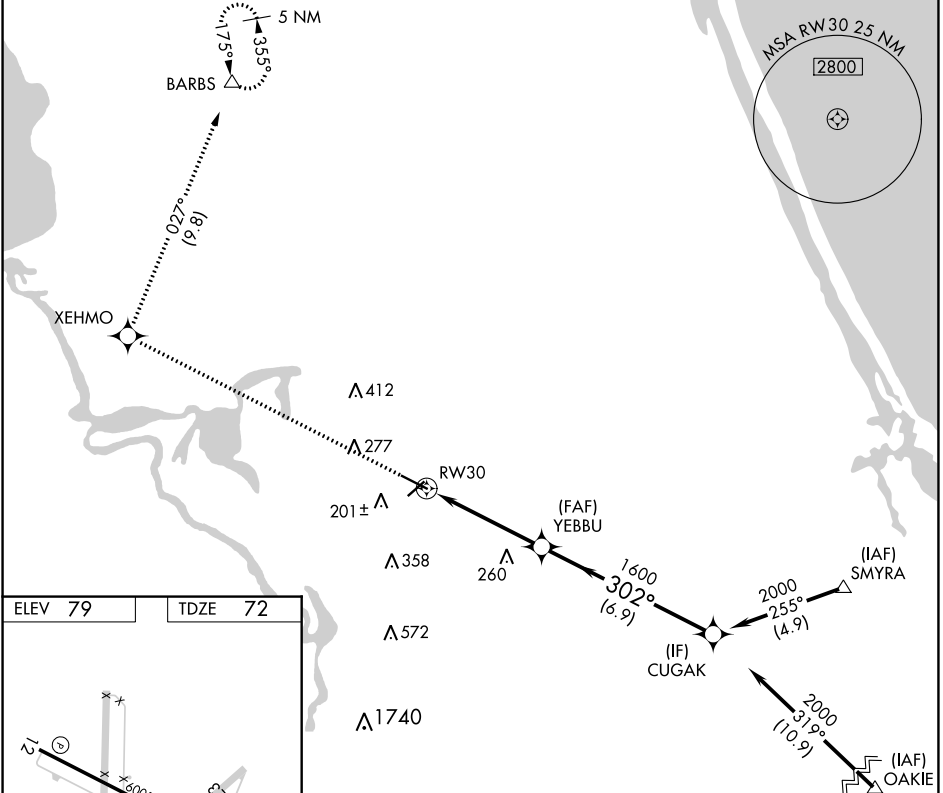 5 NM
175°
355°
BARBS
MSA RW30 25 NM
2800
027°
(9.8)
XEHMO
412
277
RW30
201±
(FAF)
YEBBU
358
260
1600
302°
(6.9)
(IAF)
SMYRA
2000
255°
(4.9)
572
(IF)
CUGAK
1740
2000
319°
(10.9)
(IAF)
OAKIE
ELEV 79
TDZE 72
X X
P
12
X X